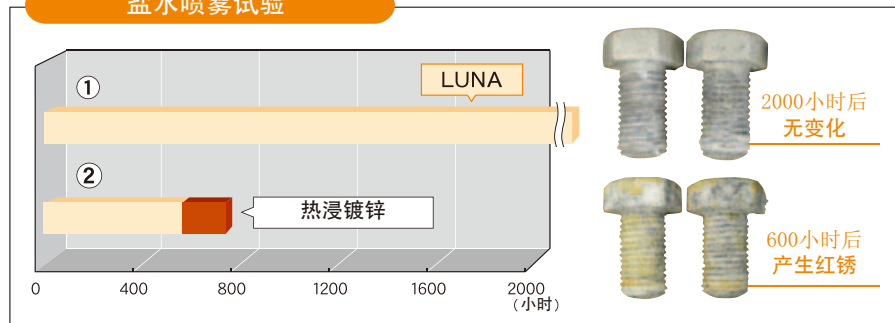 盐水喷雾试验
①
LUNA
2000小时后
无变化
②
热浸镀锌
600小时后
产生红锈
0
400
800
1200
1600
2000
(小时)